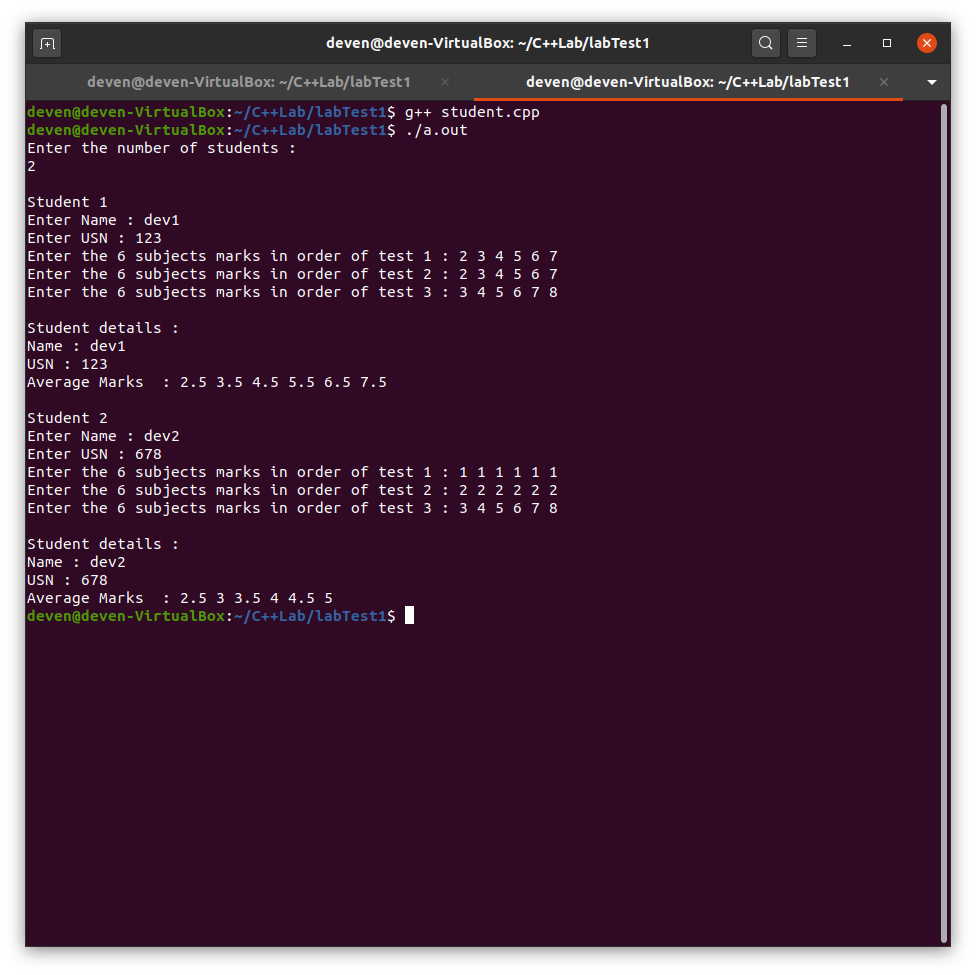 deven@deven-VirtualBox: ~/C++Lab/labTest1
deven@deven-VirtualBox: ~/C++Lab/labTest1 deven@deven-VirtualBox: ~/C++Lab/labTest1
deven@deven-VirtualBox:~/C++Lab/labTest1$ g++ student.cpp
deven@deven-VirtualBox:~/C++Lab/labTest1$ ./a.out
Enter the number of students :
2
Student 1
Enter Name : dev1
Enter USN : 123
Enter the 6 subjects marks in order of test 1 : 2 3 4 5 6 7
Enter the 6 subjects marks in order of test 2 : 2 3 4 5 6 7
Enter the 6 subjects marks in order of test 3 : 3 4 5 6 7 8
Student details :
Name : dev1
USN : 123
Average Marks  : 2.5 3.5 4.5 5.5 6.5 7.5
Student 2
Enter Name : dev2
Enter USN : 678
Enter the 6 subjects marks in order of test 1 : 1 1 1 1 1 1
Enter the 6 subjects marks in order of test 2 : 2 2 2 2 2 2
Enter the 6 subjects marks in order of test 3 : 3 4 5 6 7 8
Student details :
Name : dev2
USN : 678
Average Marks  : 2.5 3 3.5 4 4.5 5
deven@deven-VirtualBox:~/C++Lab/labTest1$